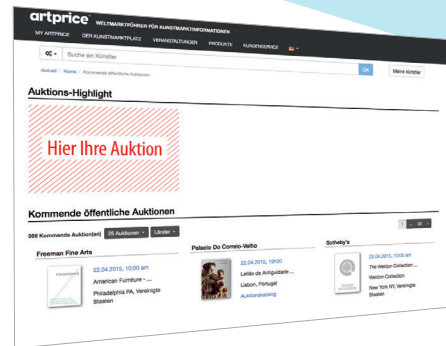 artprice WELTMARKTFÜHRER FÜR KUNSTMARKTINFORMATIONEN
MY ARTPRICE DER KUNSTMARKTPLATZ VERANSTALTUNGEN PRODUKTE KUNDENSERVICE
Suche ein Künstler OK Meine Künstler
Accueil / Home / Kommende öffentliche Auktionen
Auktions-Highlight
Hier Ihre Auktion
Kommende öffentliche Auktionen
566 Kommende Auktion(en) 25 Auktionen Länder
Freeman Fine Arts
22.04.2015, 10:00 am
American Furniture - ...
Philadelphia PA, Vereinigte
Staaten
Palacio Do Correio-Velho
22.04.2015, 19h00
Leilão de Antiguidade ...
Lisbon, Portugal
Auktionskatalog
Sotheby's
22.04.2015, 10:00 am
The Weldon Collection ...
Weldon Collection
New York NY, Vereinigte
Staaten